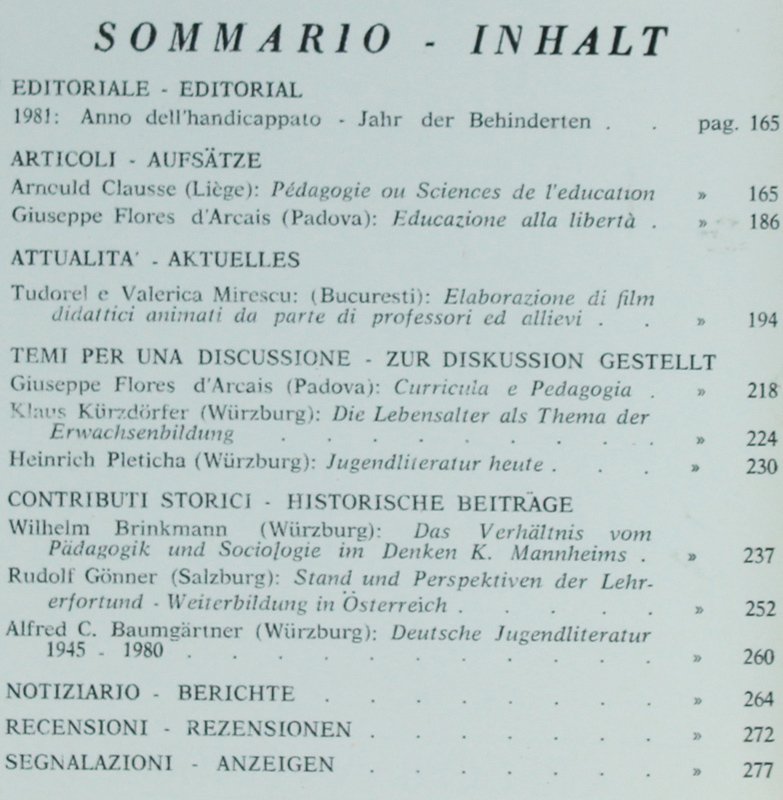 SOMMARIO - INHALT
EDITORIALE - EDITORIAL
1981: Anno dell'handicappato - Jahr der Behinderten . . pag. 165
ARTICOLI - AUFSÄTZE
Arnould Clausse (Liège): Pédagogie ou Sciences de l'education » 165
Giuseppe Flores d'Arcais (Padova): Educazione alla libertà . » 186
ATTUALITA' - AKTUELLES
Tudorel e Valerica Mirescu: (Bucuresti): Elaborazione di film
didattici animati da parte di professori ed allievi . . » 194
TEMI PER UNA DISCUSSIONE - ZUR DISKUSSION GESTELLT
Giuseppe Flores d'Arcais (Padova): Curricula e Pedagogia . » 218
Klaus Kürzdörfer (Würzburg): Die Lebensalter als Thema der
Erwachsenbildung . . . . . . . . » 224
Heinrich Pleticha (Würzburg): Jugendliteratur heute . . . » 230
CONTRIBUTI STORICI - HISTORISCHE BEITRÄGE
Wilhelm Brinkmann (Würzburg): Das Verhältnis vom
Pädagogik und Sociologie im Denken K. Mannheims . » 237
Rudolf Gönner (Salzburg): Stand und Perspektiven der Lehr-
erfortund - Weiterbildung in Österreich . . . . . » 252
Alfred C. Baumgärtner (Würzburg): Deutsche Jugendliteratur
1945 - 1980 . . . . . . . . . . » 260
NOTIZIARIO - BERICHTE . . . . . . . » 264
RECENSIONI - REZENSIONEN . . . . . . » 272
SEGNALAZIONI - ANZEIGEN . . . . . . » 277